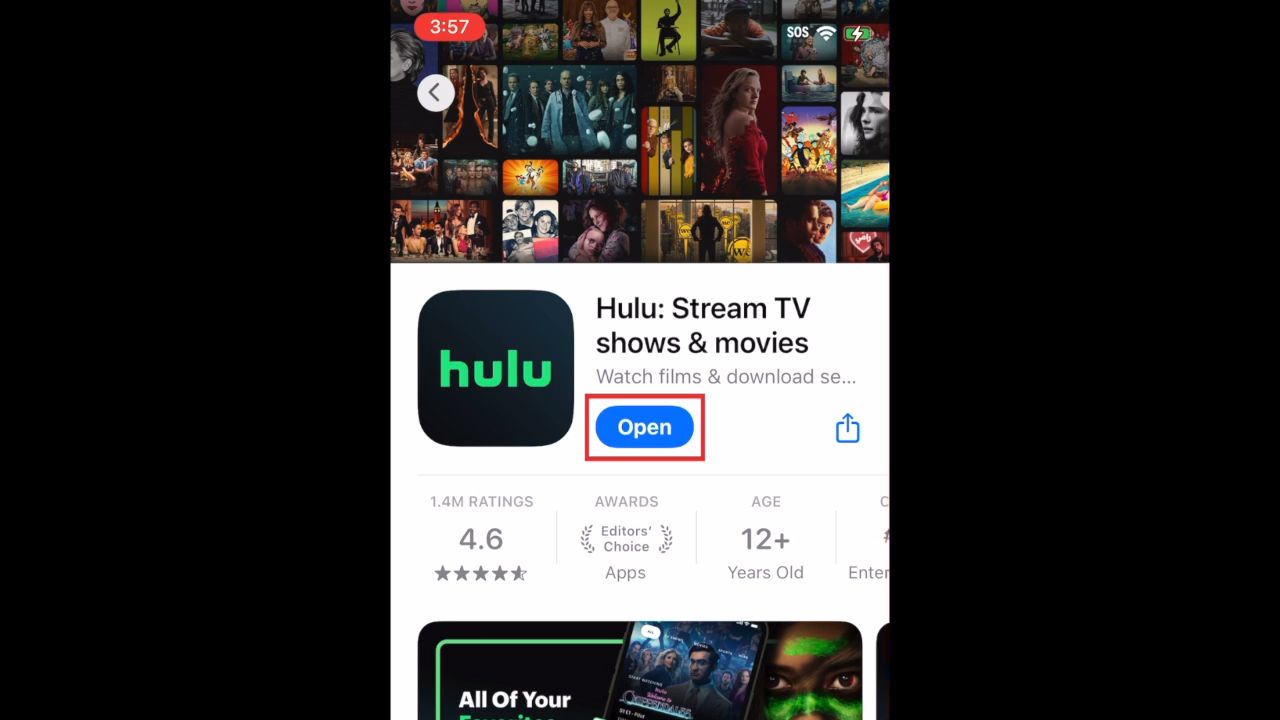 3:57
SOS
hulu
Hulu: Stream TV
shows & movies
Watch films & download se...
Open
1.4M RATINGS
4.6
AWARDS
Editors'
Choice
Apps
AGE
12+
Years Old
All Of Your